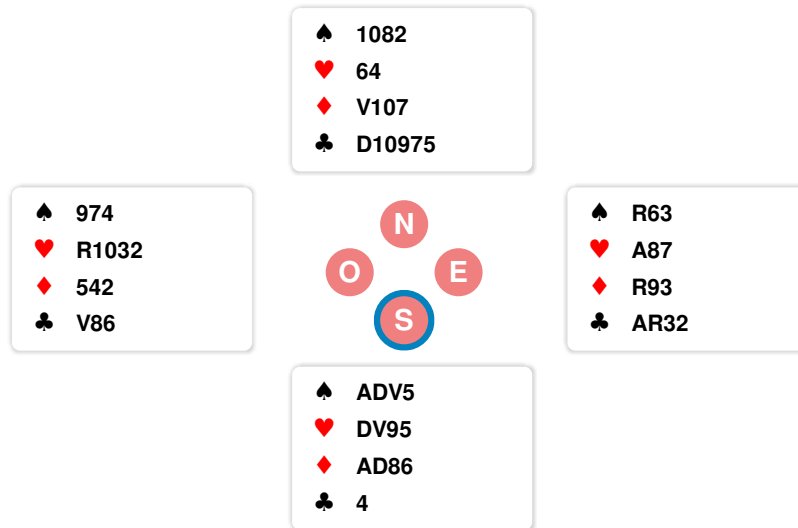 ♠ 1082
♥ 64
♦ V107
♣ D10975
♠ 974
♥ R1032
♦ 542
♣ V86
N
O E
S
♠ R63
♥ A87
♦ R93
♣ AR32
♠ ADV5
♥ DV95
♦ AD86
♣ 4